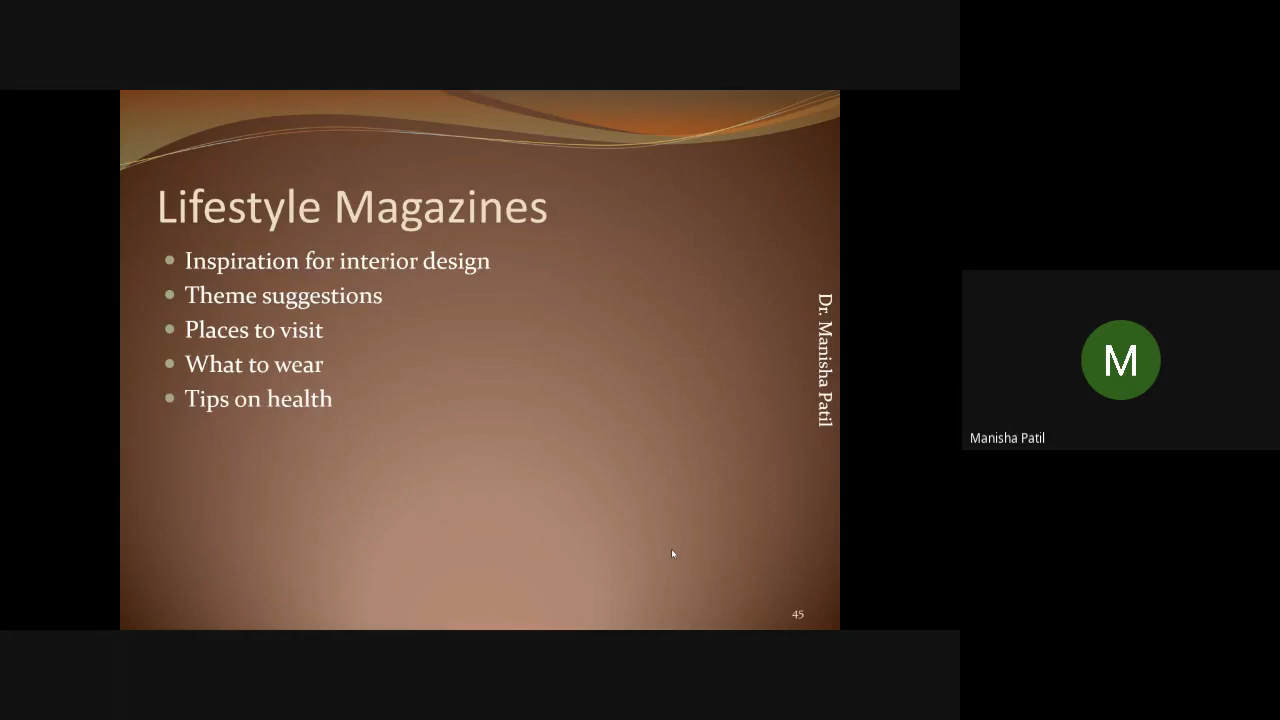 Lifestyle Magazines
Inspiration for interior design
Theme suggestions
Places to visit
What to wear
Tips on health
Dr. Manisha Patil
45
M
Manisha Patil